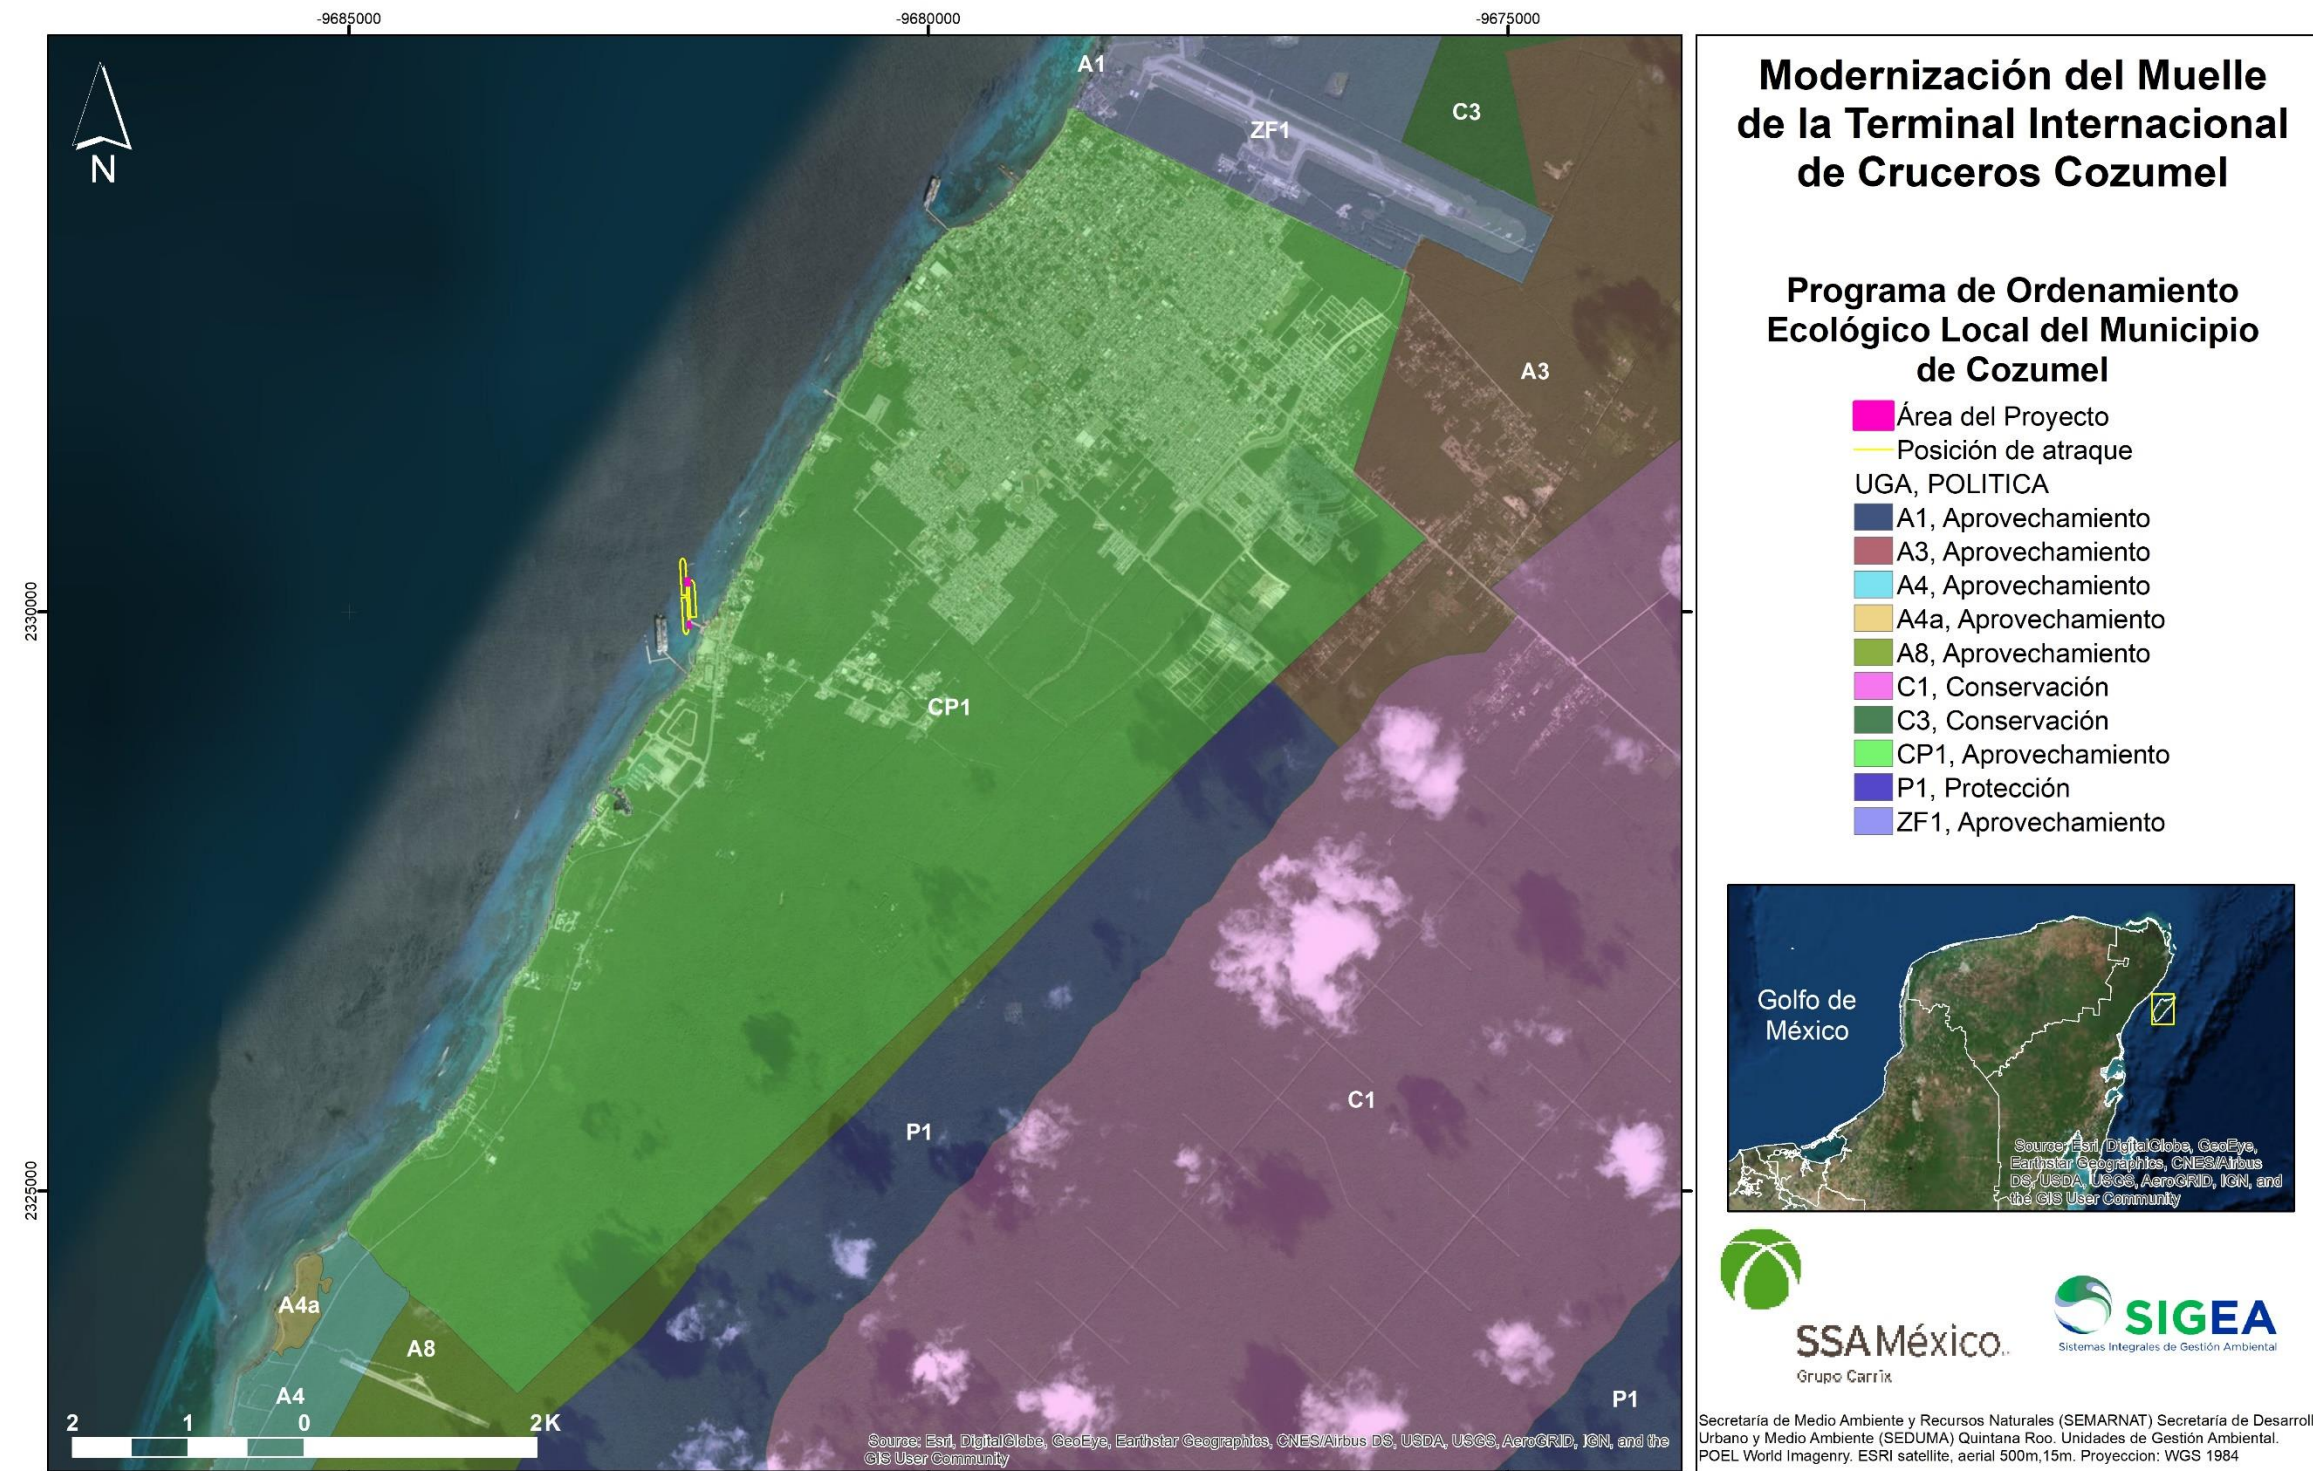 -9685000
-9680000
-9675000
2330000
2325000
N
A1
ZF1
C3
A3
CP1
C1
P1
A4a
A8
A4
P1
2 1 0 2K
Source: Esri, DigitalGlobe, GeoEye, Earthstar Geographics, CNES/Airbus DS, USDA, USGS, AeroGRID, IGN, and the
GIS User Community
Modernización del Muelle
de la Terminal Internacional
de Cruceros Cozumel
Programa de Ordenamiento
Ecológico Local del Municipio
de Cozumel
Área del Proyecto
Posición de atraque
UGA, POLITICA
A1, Aprovechamiento
A3, Aprovechamiento
A4, Aprovechamiento
A4a, Aprovechamiento
A8, Aprovechamiento
C1, Conservación
C3, Conservación
CP1, Aprovechamiento
P1, Protección
ZF1, Aprovechamiento
Golfo de
México
Source: Esri, DigitalGlobe, GeoEye,
Earthstar Geographics, CNES/Airbus
DS, USDA, USGS, AeroGRID, IGN, and
the GIS User Community
SSA México
Grupo Carrix
SIGEA
Sistemas Integrales de Gestión Ambiental
Secretaría de Medio Ambiente y Recursos Naturales (SEMARNAT) Secretaría de Desarroll
Urbano y Medio Ambiente (SEDUMA) Quintana Roo. Unidades de Gestión Ambiental.
POEL World Imagenry. ESRI satellite, aerial 500m,15m. Proyeccion: WGS 1984